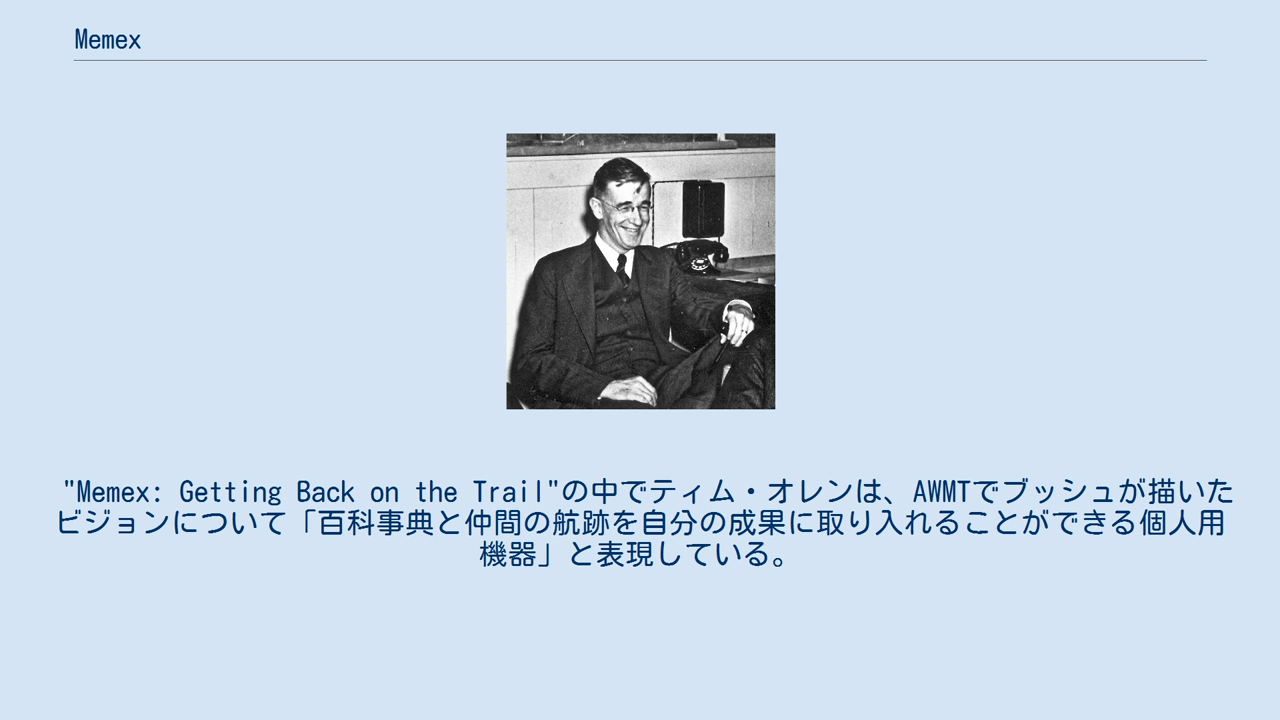 Memex
"Memex: Getting Back on the Trail"の中でティム・オレンは、AWMTでブッシュが描いた
ビジョンについて「百科事典と仲間の航跡を自分の成果に取り入れることができる個人用
機器」と表現している。